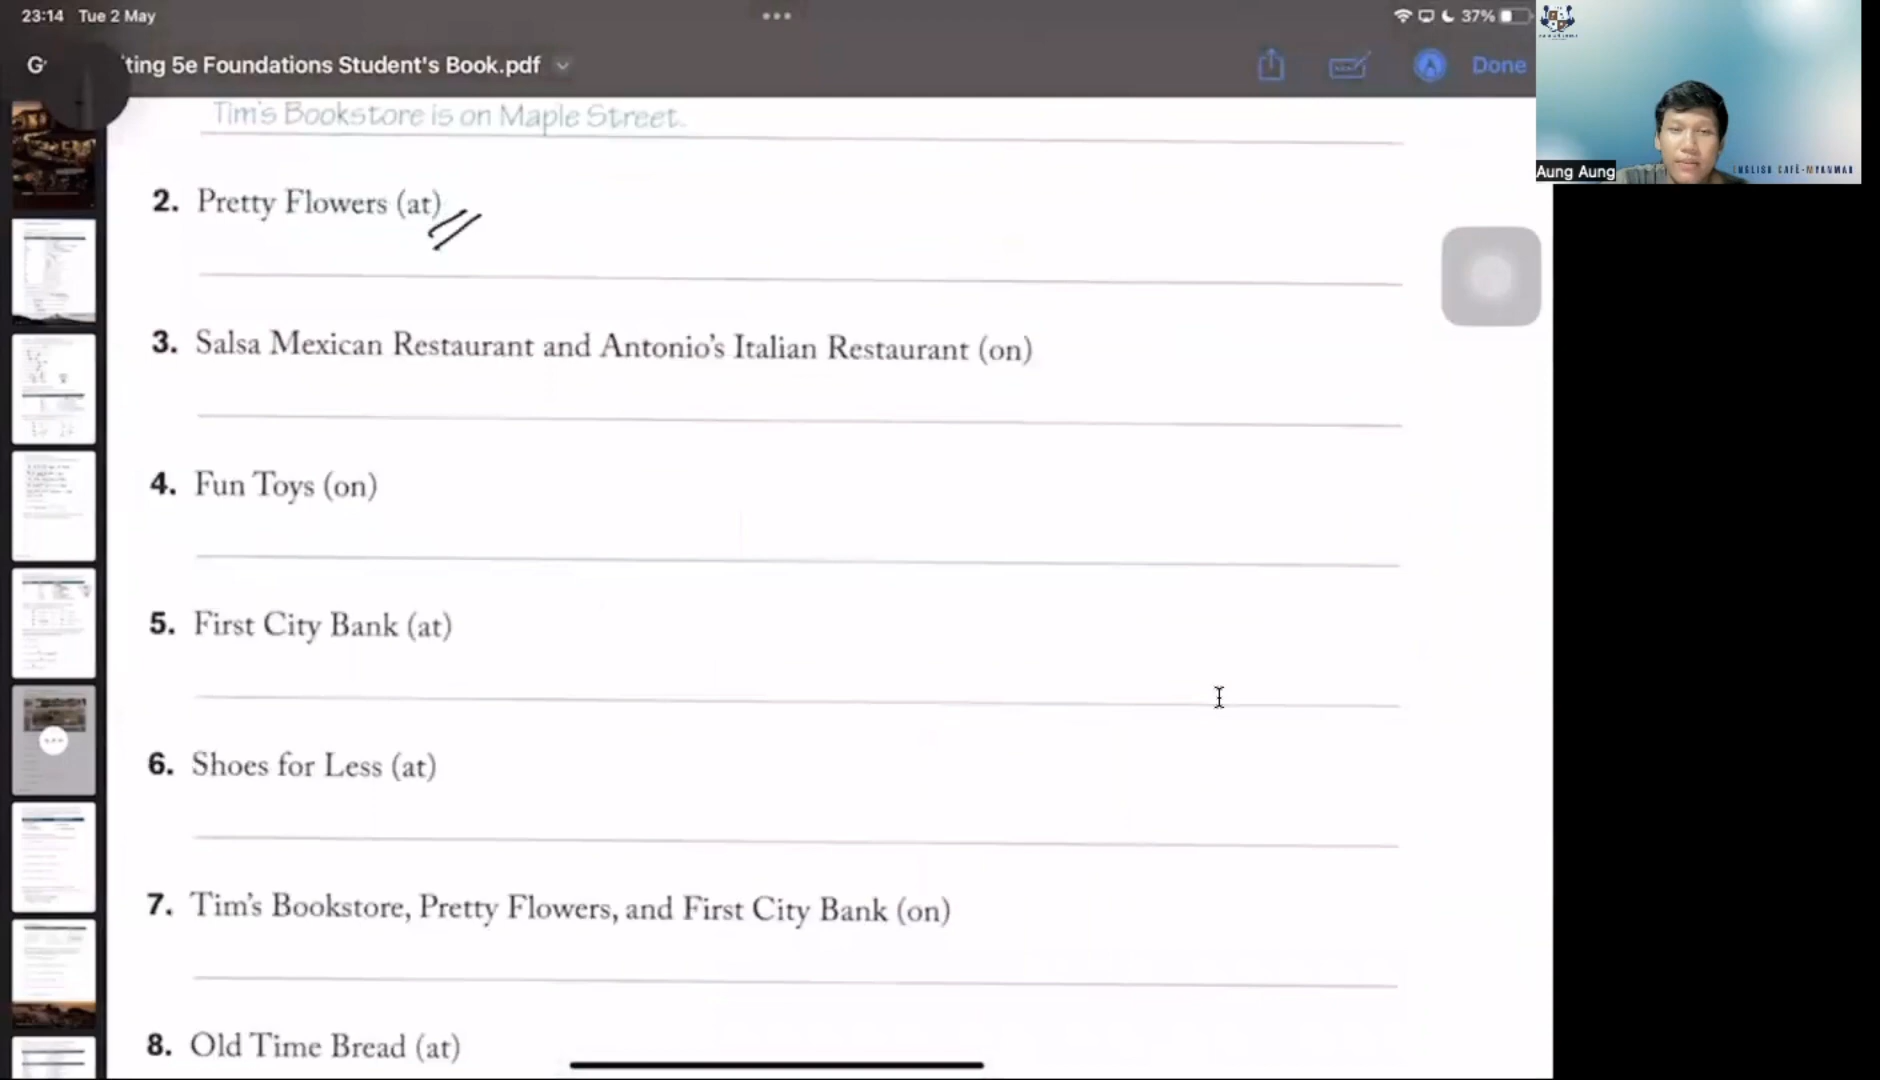 23:14 Tue 2 May
37%
G
ting 5e Foundations Student's Book.pdf
Done
Tim's Bookstore is on Maple Street.
2. Pretty Flowers (at)
3. Salsa Mexican Restaurant and Antonio's Italian Restaurant (on)
4. Fun Toys (on)
5. First City Bank (at)
6. Shoes for Less (at)
7. Tim's Bookstore, Pretty Flowers, and First City Bank (on)
8. Old Time Bread (at)
Aung Aung
ENGLISH CAFÉ-MYANMAR